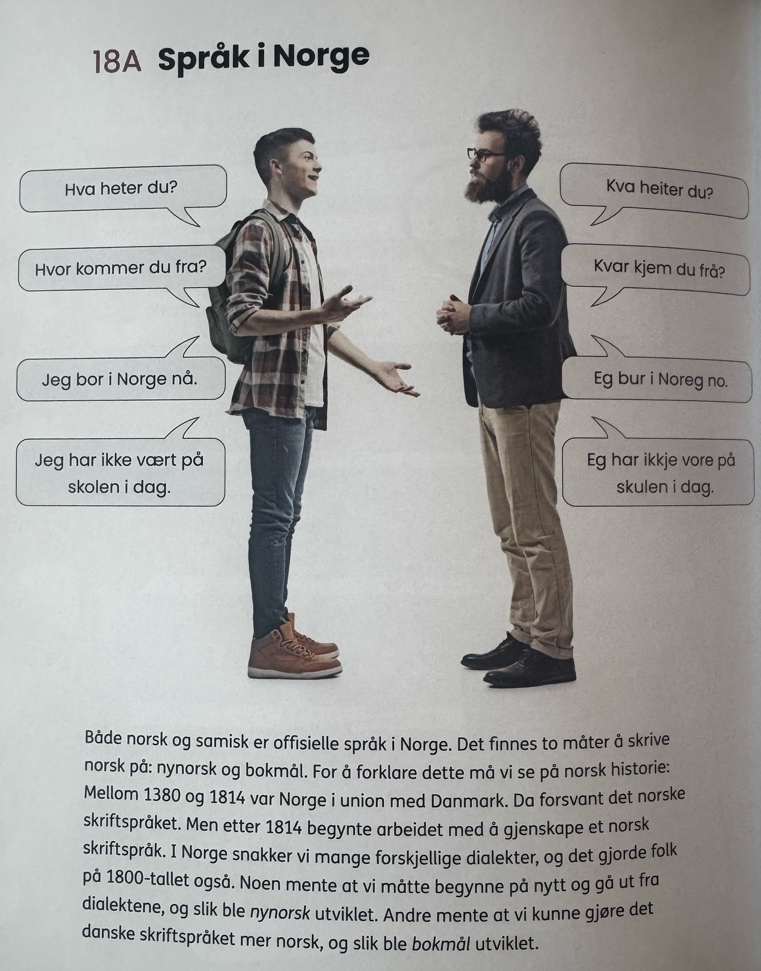 18A Språk i Norge
Hva heter du?
Hvor kommer du fra?
Jeg bor i Norge nå.
Jeg har ikke vært på
skolen i dag.
Kva heiter du?
Kvar kjem du frå?
Eg bur i Noreg no.
Eg har ikkje vore på
skulen i dag.
Både norsk og samisk er offisielle språk i Norge. Det finnes to måter å skrive
norsk på: nynorsk og bokmål. For å forklare dette må vi se på norsk historie:
Mellom 1380 og 1814 var Norge i union med Danmark. Da forsvant det norske
skriftspråket. Men etter 1814 begynte arbeidet med å gjenskape et norsk
skriftspråk. I Norge snakker vi mange forskjellige dialekter, og det gjorde folk
på 1800-tallet også. Noen mente at vi måtte begynne på nytt og gå ut fra
dialektene, og slik ble nynorsk utviklet. Andre mente at vi kunne gjøre det
danske skriftspråket mer norsk, og slik ble bokmål utviklet.